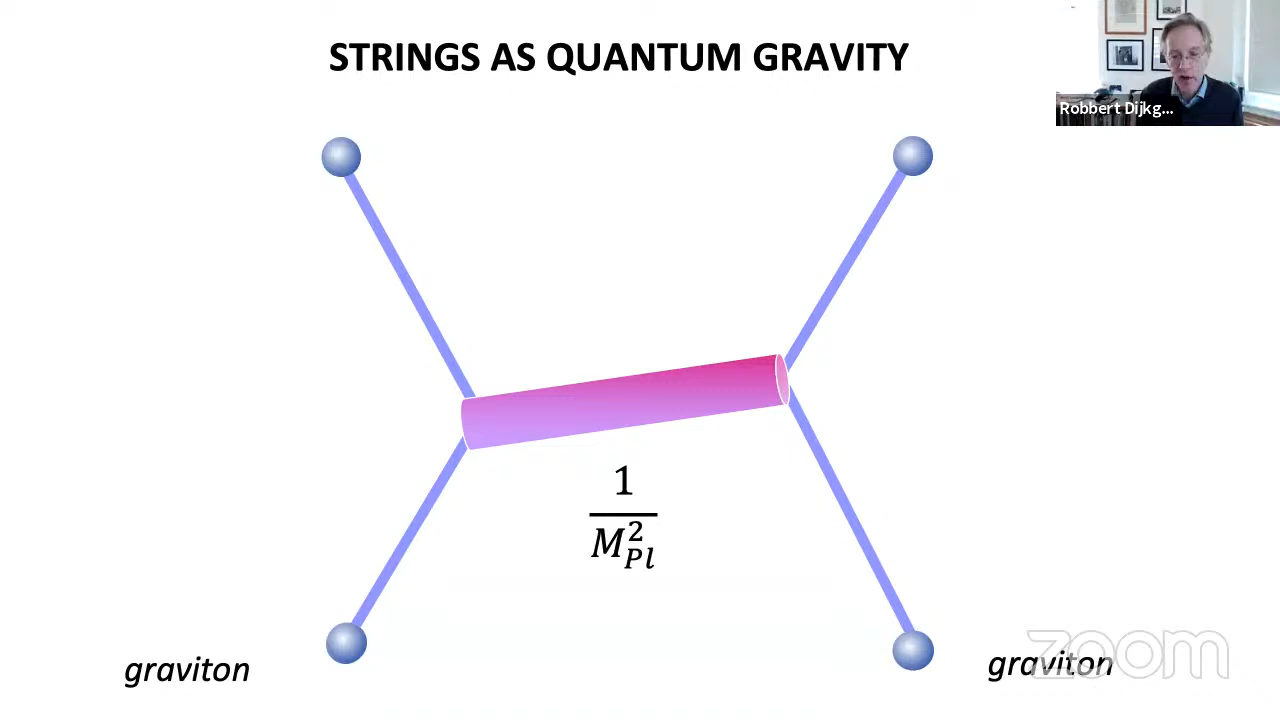 STRINGS AS QUANTUM GRAVITY
Robbert Dijkg...
1
M²Pl
graviton
graviton
zoom